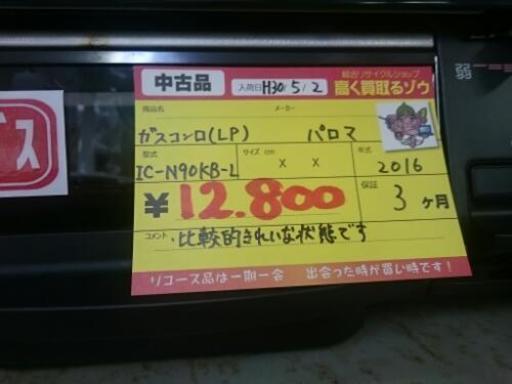 中古品
入荷日 H30/5/2
総合リサイクルショップ
高く買取るゾウ
商品名
メーカー
ガスコンロ(LP)
パロマ
型式
サイズ cm
年式
IC-N90KB-L
× ×
2016
¥12.800
保証
3ヶ月
コメント
比較的きれいな状態です
リユース品は一期一会 出会った時が買い時です!
ガス